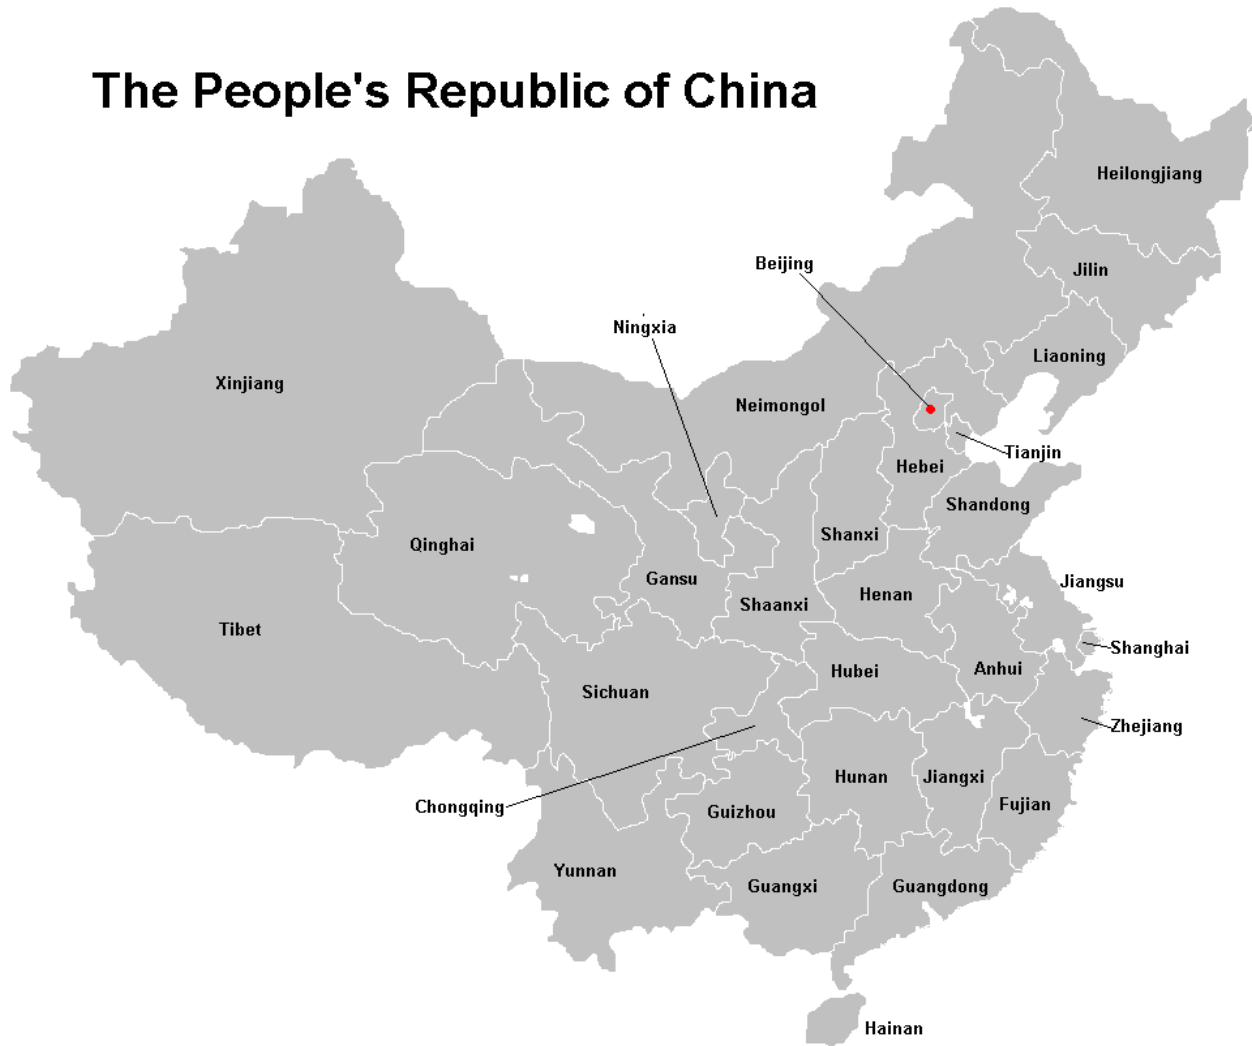 The People's Republic of China
Heilongjiang
Beijing
Jilin
Ningxia
Liaoning
Xinjiang
Neimongol
Tianjin
Hebei
Shandong
Shanxi
Qinghai
Gansu
Jiangsu
Henan
Shaanxi
Tibet
Shanghai
Anhui
Hubei
Sichuan
Zhejiang
Hunan
Jiangxi
Chongqing
Fujian
Guizhou
Yunnan
Guangxi
Guangdong
Hainan